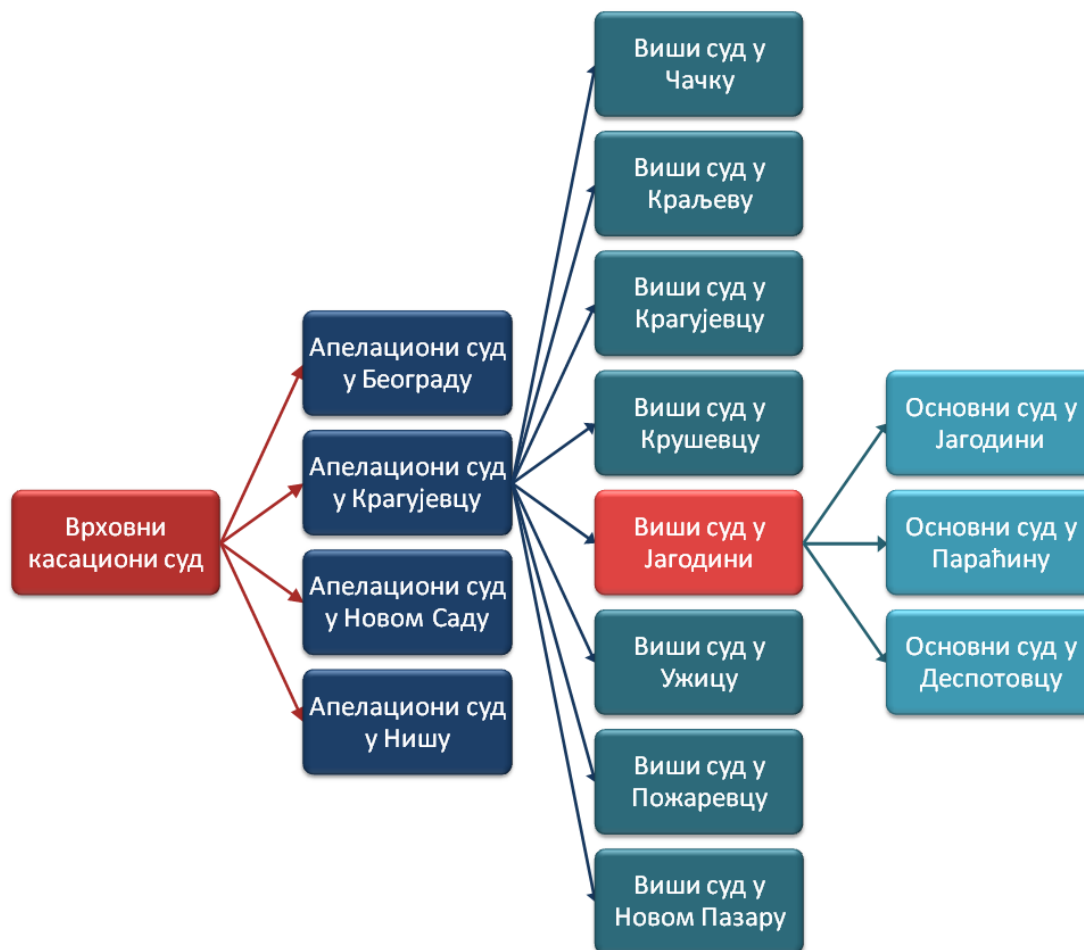 Врховни
касациони суд
Апелациони суд
у Београду
Апелациони суд
у Крагујевцу
Апелациони суд
у Новом Саду
Апелациони суд
у Нишу
Виши суд у
Чачку
Виши суд у
Краљеву
Виши суд у
Крагујевцу
Виши суд у
Крушевцу
Виши суд у
Јагодини
Виши суд у
Ужицу
Виши суд у
Пожаревцу
Виши суд у
Новом Пазару
Основни суд у
Јагодини
Основни суд у
Параћину
Основни суд у
Деспотовцу